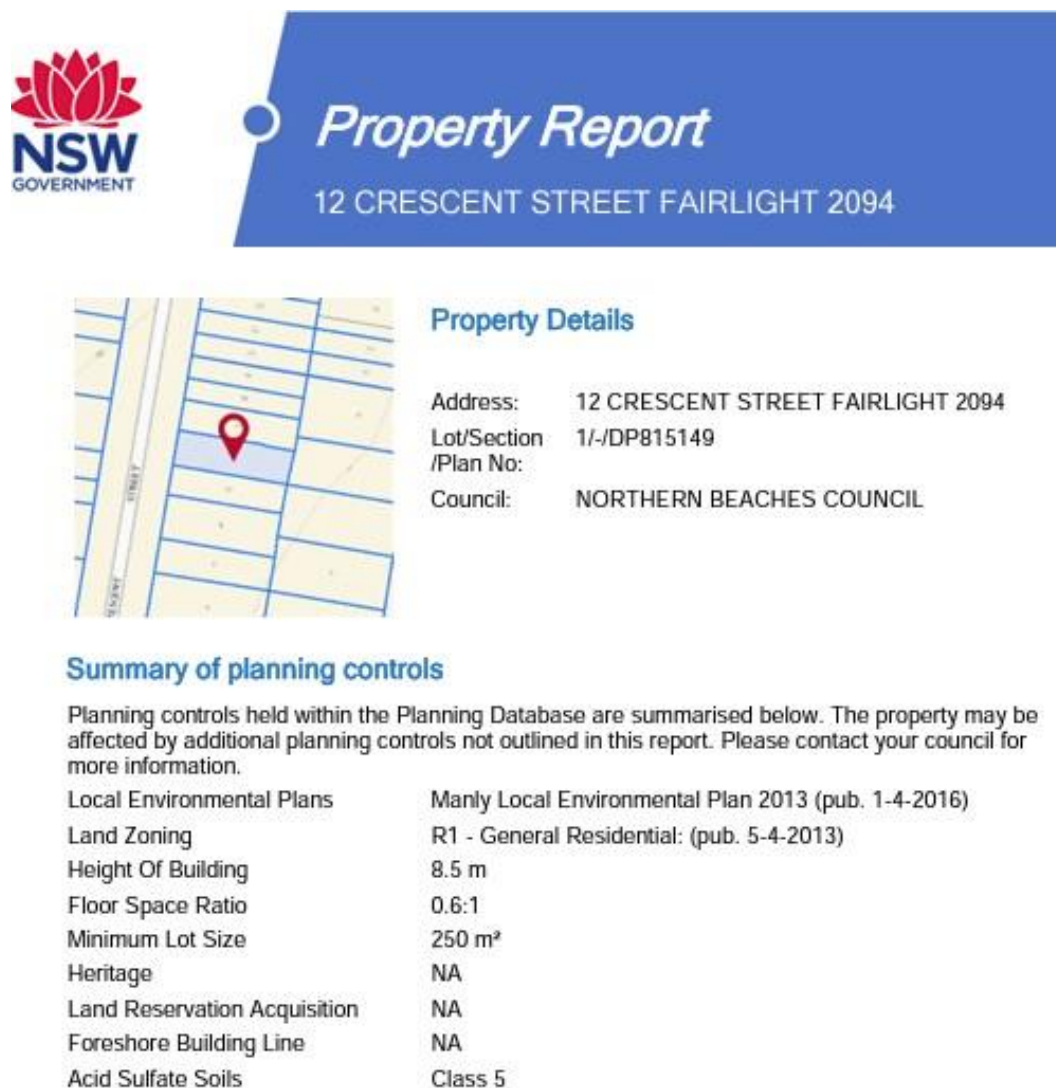 NSW
GOVERNMENT
Property Report
12 CRESCENT STREET FAIRLIGHT 2094
STREET
Property Details
Address: 12 CRESCENT STREET FAIRLIGHT 2094
Lot/Section 1/-/DP815149
/Plan No:
Council: NORTHERN BEACHES COUNCIL
Summary of planning controls
Planning controls held within the Planning Database are summarised below. The property may be
affected by additional planning controls not outlined in this report. Please contact your council for
more information.
Local Environmental Plans Manly Local Environmental Plan 2013 (pub. 1-4-2016)
Land Zoning R1 - General Residential: (pub. 5-4-2013)
Height Of Building 8.5 m
Floor Space Ratio 0.6:1
Minimum Lot Size 250 m²
Heritage NA
Land Reservation Acquisition NA
Foreshore Building Line NA
Acid Sulfate Soils Class 5